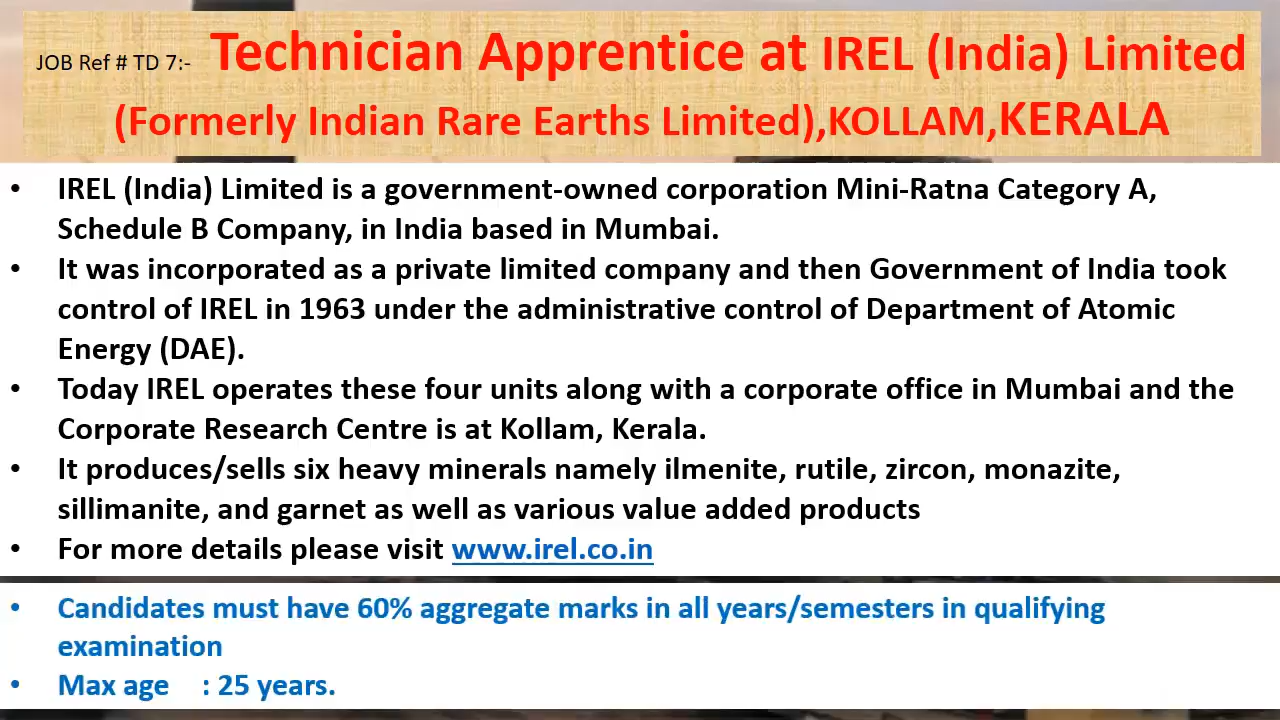 JOB Ref # TD 7:- Technician Apprentice at IREL (India) Limited
(Formerly Indian Rare Earths Limited),KOLLAM,KERALA
• IREL (India) Limited is a government-owned corporation Mini-Ratna Category A,
Schedule B Company, in India based in Mumbai.
• It was incorporated as a private limited company and then Government of India took
control of IREL in 1963 under the administrative control of Department of Atomic
Energy (DAE).
• Today IREL operates these four units along with a corporate office in Mumbai and the
Corporate Research Centre is at Kollam, Kerala.
• It produces/sells six heavy minerals namely ilmenite, rutile, zircon, monazite,
sillimanite, and garnet as well as various value added products
• For more details please visit www.irel.co.in
• Candidates must have 60% aggregate marks in all years/semesters in qualifying
examination
• Max age : 25 years.